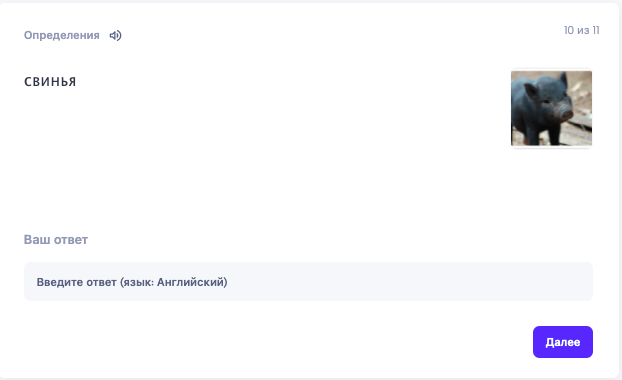 Определения
10 из 11
СВИНЬЯ
Ваш ответ
Введите ответ (язык: Английский)
Далее